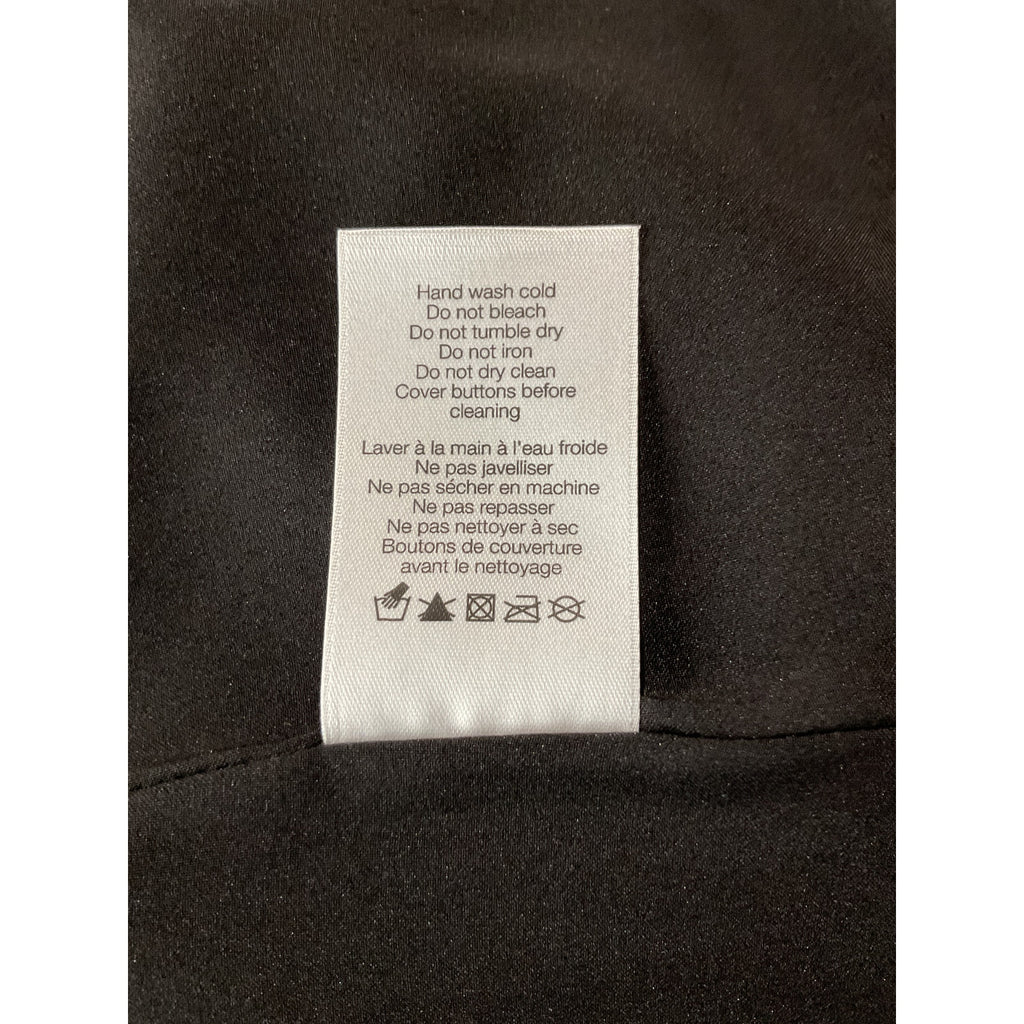 Hand wash cold
Do not bleach
Do not tumble dry
Do not iron
Do not dry clean
Cover buttons before
cleaning
Laver à la main à l'eau froide
Ne pas javelliser
Ne pas sécher en machine
Ne pas repasser
Ne pas nettoyer à sec
Boutons de couverture
avant le nettoyage